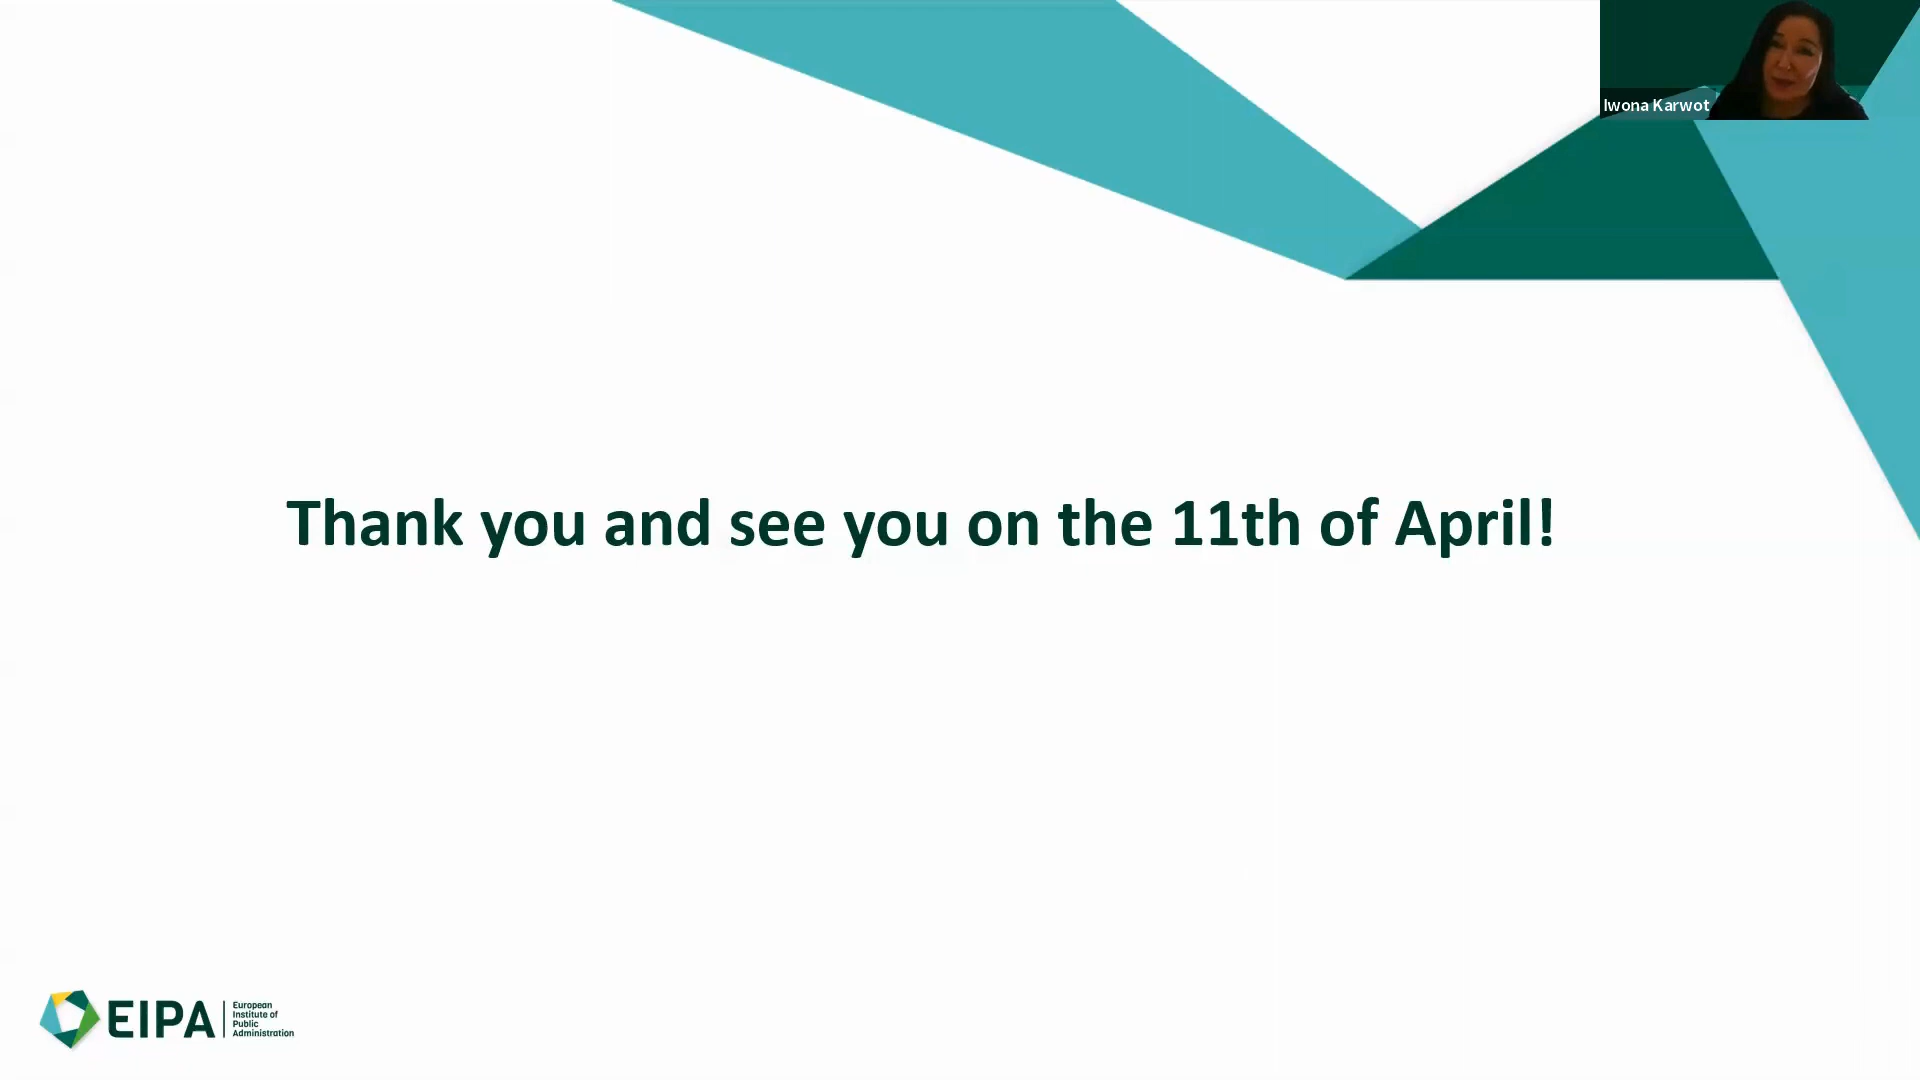 Iwona Karwot
Thank you and see you on the 11th of April!
EIPA
European
Institute of
Public
Administration